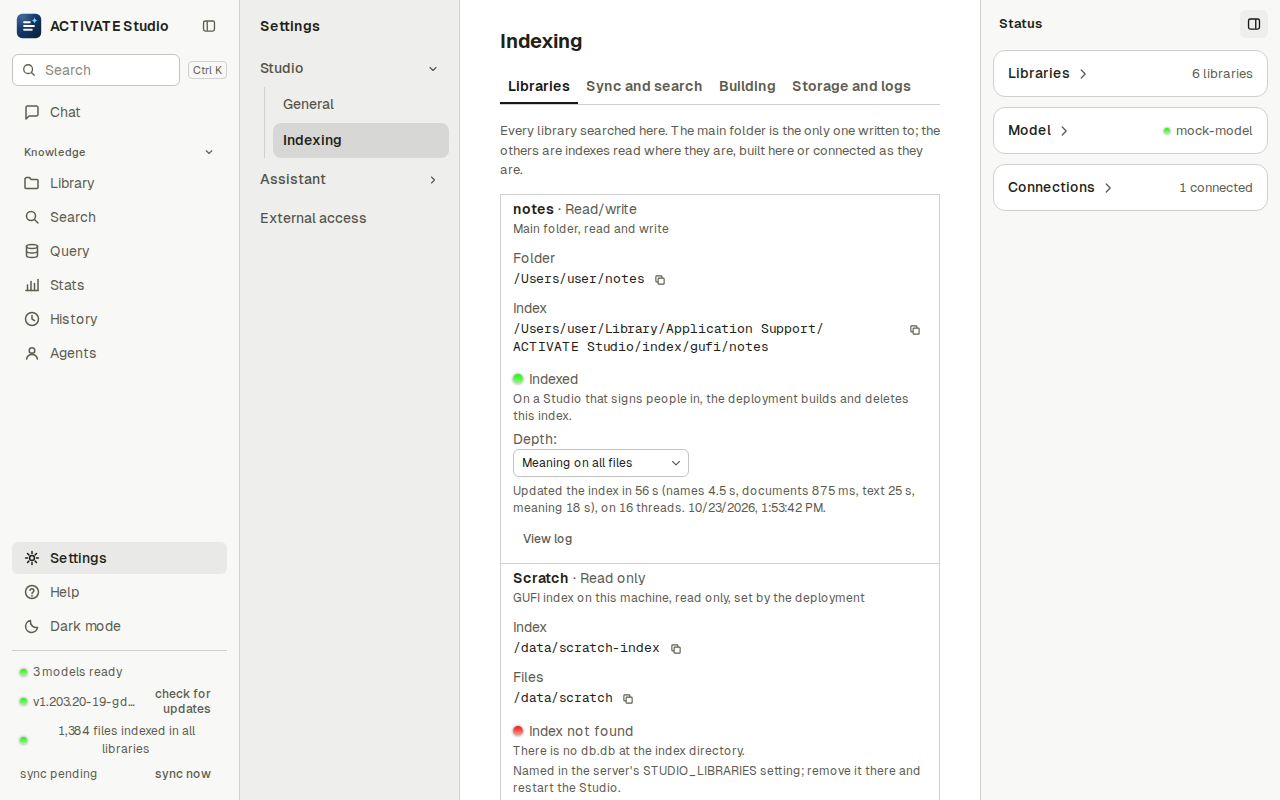 ACTIVATE Studio
Search
Ctrl K
Chat
Knowledge
Library
Search
Query
Stats
History
Agents
Settings
Help
Dark mode
3 models ready
v1.203.20-19-gd…
check for updates
1,384 files indexed in all libraries
sync pending
sync now
Settings
Studio
General
Indexing
Assistant
External access
Indexing
Libraries
Sync and search
Building
Storage and logs
Every library searched here. The main folder is the only one written to; the
others are indexes read where they are, built here or connected as they
are.
notes · Read/write
Main folder, read and write
Folder
/Users/user/notes
Index
/Users/user/Library/Application Support/
ACTIVATE Studio/index/gufi/notes
Indexed
On a Studio that signs people in, the deployment builds and deletes
this index.
Depth:
Meaning on all files
Updated the index in 56 s (names 4.5 s, documents 875 ms, text 25 s,
meaning 18 s), on 16 threads. 10/23/2026, 1:53:42 PM.
View log
Scratch · Read only
GUFI index on this machine, read only, set by the deployment
Index
/data/scratch-index
Files
/data/scratch
Index not found
There is no db.db at the index directory.
Named in the server's STUDIO_LIBRARIES setting; remove it there and
restart the Studio.
Status
Libraries
6 libraries
Model
mock-model
Connections
1 connected